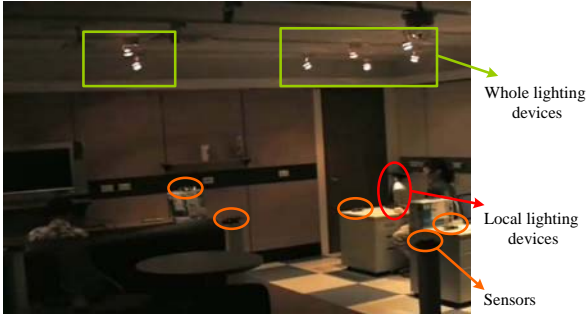 Whole lighting
devices
Local lighting
devices
Sensors